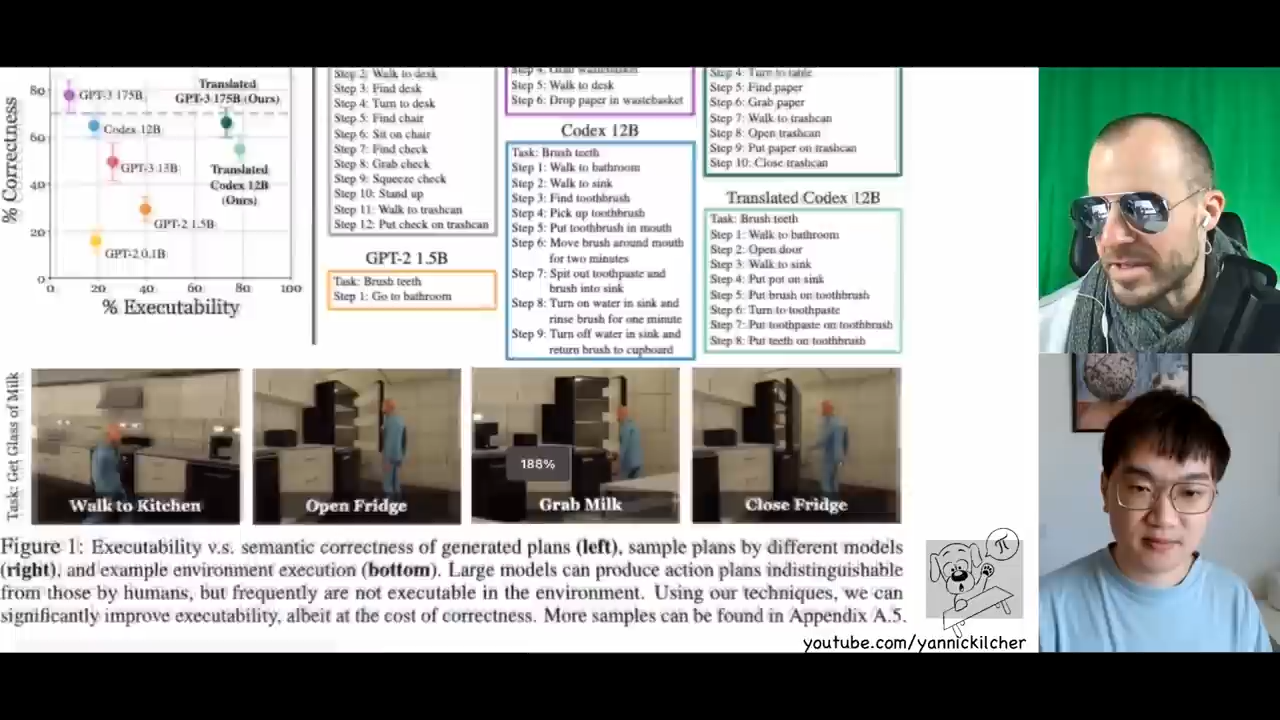 % Correctness
80
60
40
20
0
0 20 40 60 80 100
% Executability
GPT-3 175B
Translated
GPT-3 175B (Ours)
Codex 12B
GPT-3 13B
Translated
Codex 12B
(Ours)
GPT-2 1.5B
GPT-2 0.1B
Step 2: Walk to desk
Step 3: Find desk
Step 4: Turn to desk
Step 5: Find chair
Step 6: Sit on chair
Step 7: Find check
Step 8: Grab check
Step 9: Squeeze check
Step 10: Stand up
Step 11: Walk to trashcan
Step 12: Put check on trashcan
GPT-2 1.5B
Task: Brush teeth
Step 1: Go to bathroom
Step 4: Grab wastebasket
Step 5: Walk to desk
Step 6: Drop paper in wastebasket
Codex 12B
Task: Brush teeth
Step 1: Walk to bathroom
Step 2: Walk to sink
Step 3: Find toothbrush
Step 4: Pick up toothbrush
Step 5: Put toothbrush in mouth
Step 6: Move brush around mouth
for two minutes
Step 7: Spit out toothpaste and
brush into sink
Step 8: Turn on water in sink and
rinse brush for one minute
Step 9: Turn off water in sink and
return brush to cupboard
Step 4: Turn to table
Step 5: Find paper
Step 6: Grab paper
Step 7: Walk to trashcan
Step 8: Open trashcan
Step 9: Put paper on trashcan
Step 10: Close trashcan
Translated Codex 12B
Task: Brush teeth
Step 1: Walk to bathroom
Step 2: Open door
Step 3: Walk to sink
Step 4: Put pot on sink
Step 5: Put brush on toothbrush
Step 6: Turn to toothpaste
Step 7: Put toothpaste on toothbrush
Step 8: Put teeth on toothbrush
Task: Get Glass of Milk
Walk to Kitchen
Open Fridge
188%
Grab Milk
Close Fridge
Figure 1: Executability v.s. semantic correctness of generated plans (left), sample plans by different models
(right), and example environment execution (bottom). Large models can produce action plans indistinguishable
from those by humans, but frequently are not executable in the environment. Using our techniques, we can
significantly improve executability, albeit at the cost of correctness. More samples can be found in Appendix A.5.
π
youtube.com/yannickilcher